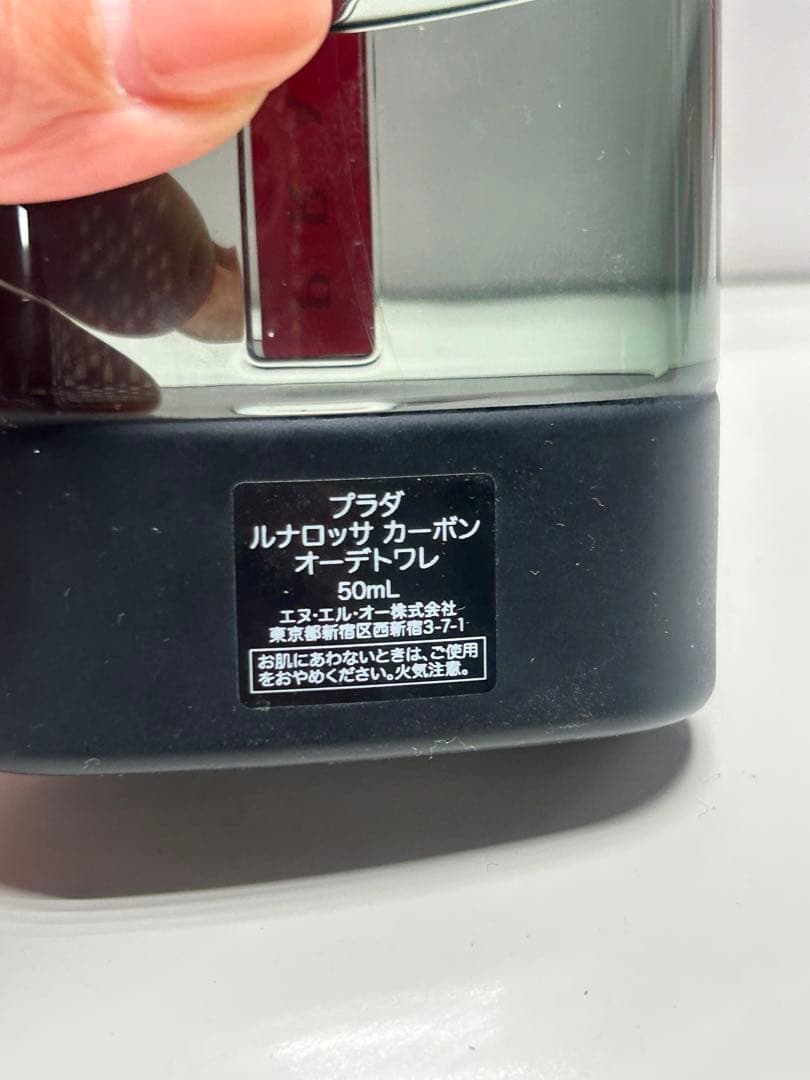 プラダ
ルナロッサ カーボン
オーデトワレ
50mL
エヌ・エル・オー株式会社
東京都新宿区西新宿3-7-1
お肌にあわないときは、ご使用
をおやめください。火気注意。